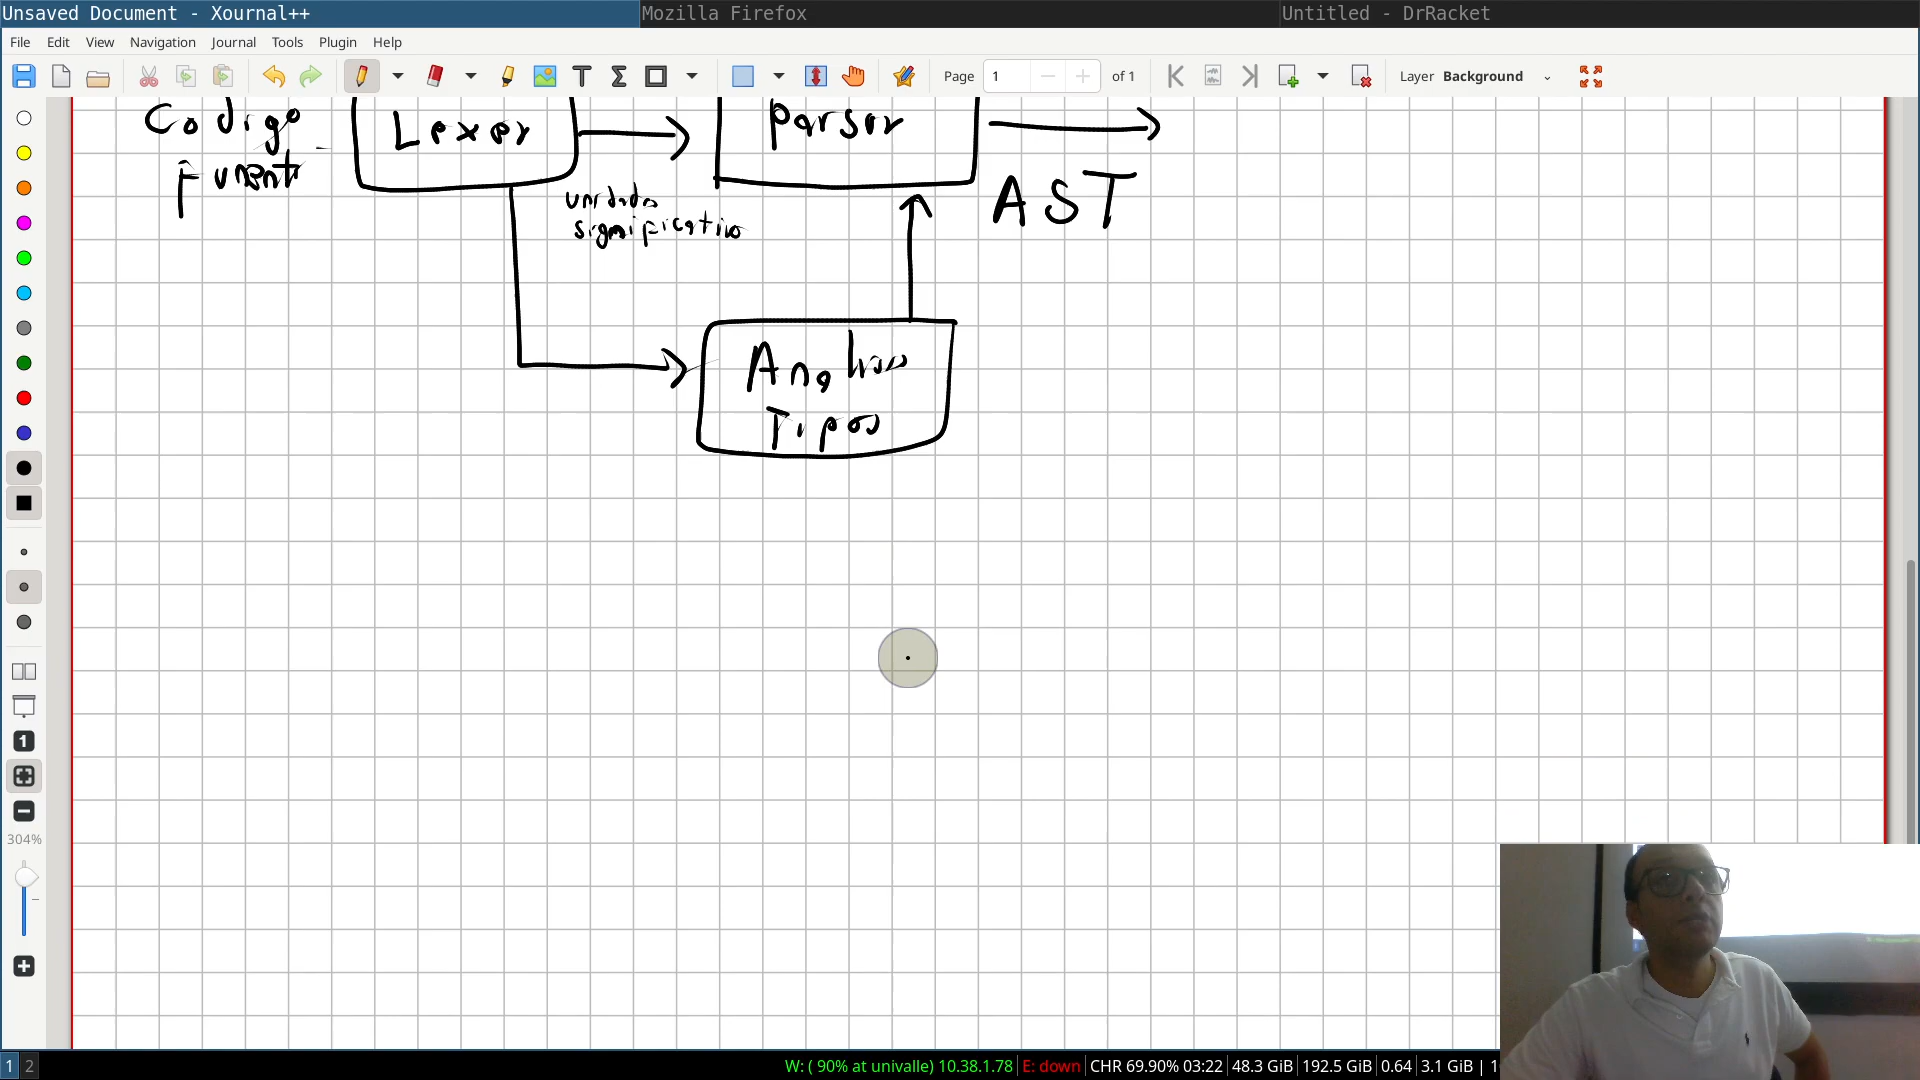 Unsaved Document - Xournal++
Mozilla Firefox
Untitled - DrRacket
File Edit View Navigation Journal Tools Plugin Help
Page 1 of 1 Layer Background
Codigo
Lexer
Parser
AST
Tipos
1
304%
1 2
W: ( 90% at univalle) 10.38.1.78 | E: down | CHR 69.90% 03:22 | 48.3 GiB | 192.5 GiB | 0.64 | 3.1 GiB | 1